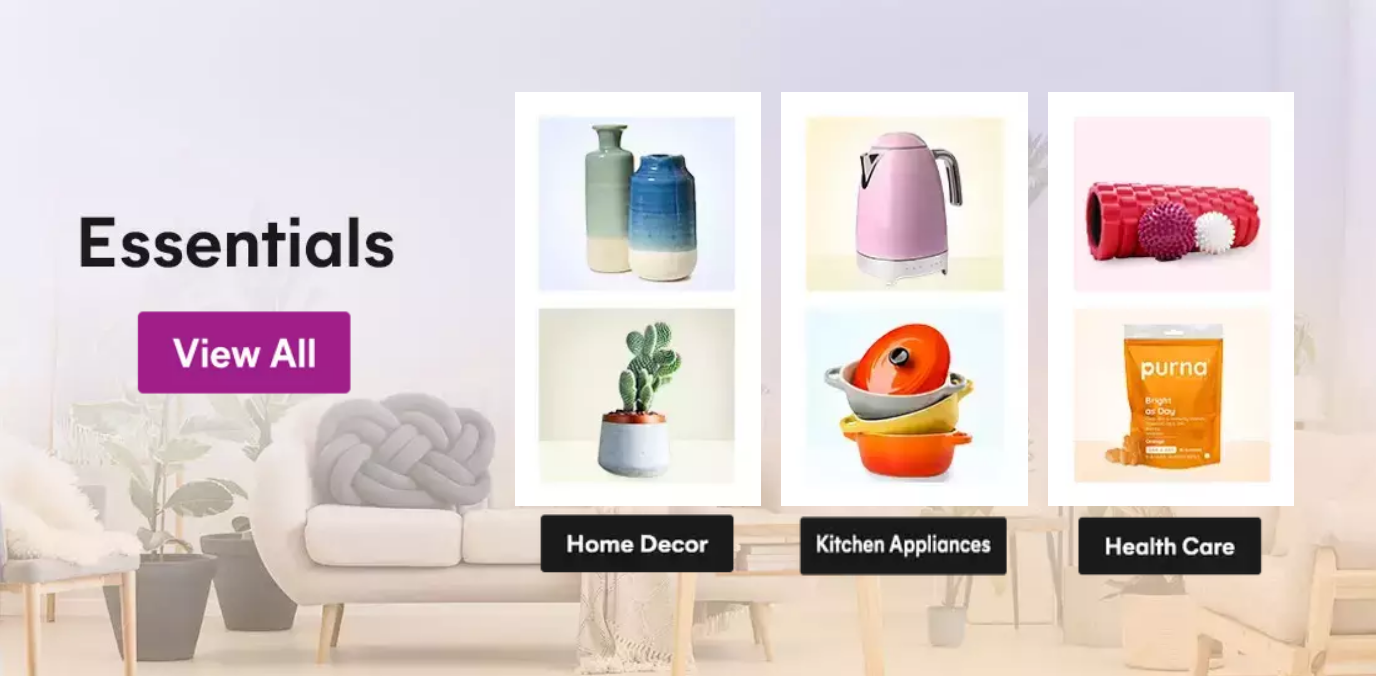 Essentials
View All
purna
Bright
as Day
Home Decor
Kitchen Appliances
Health Care